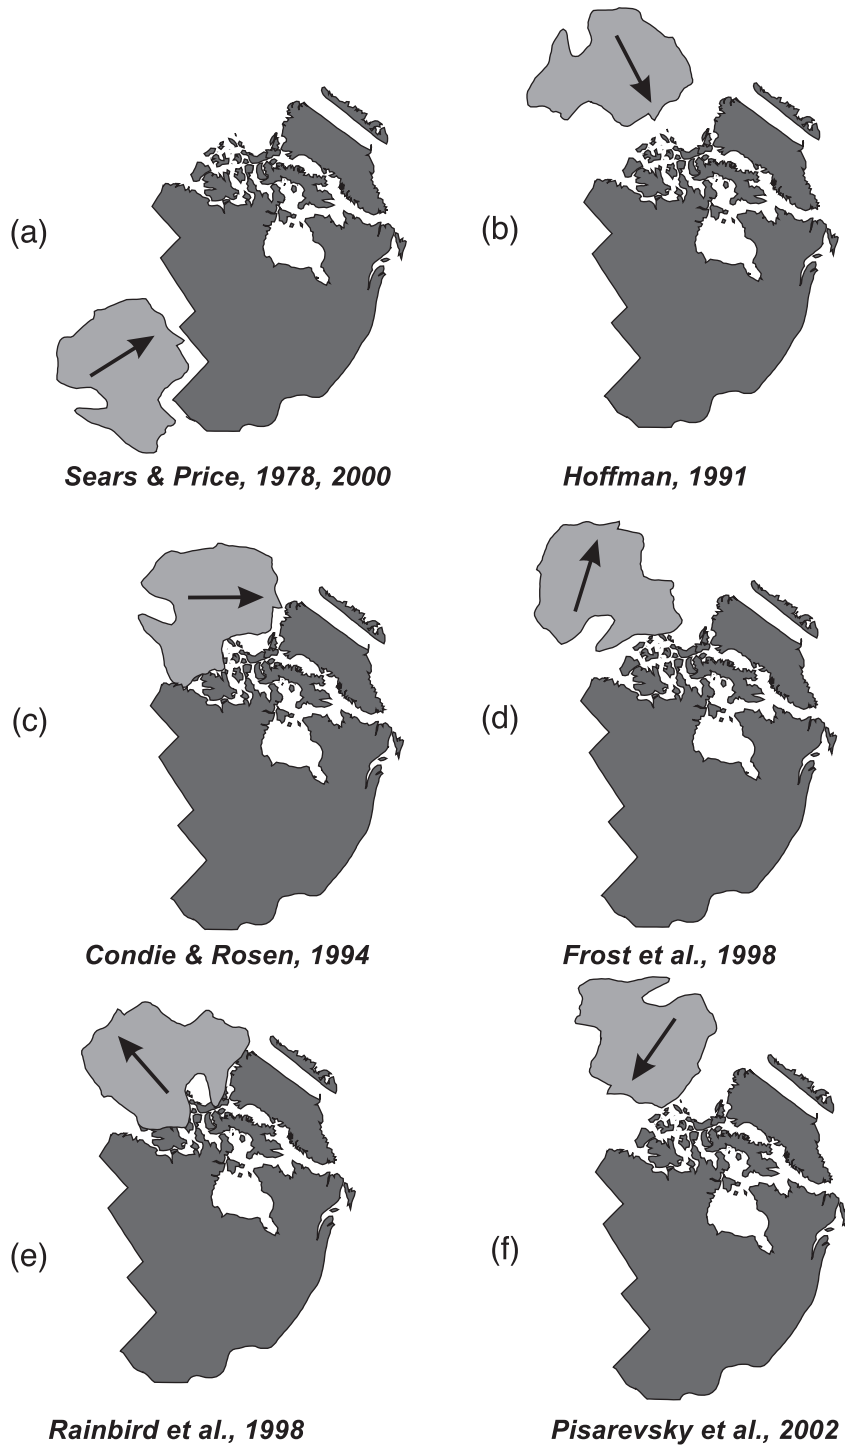 (a)
(b)
Sears & Price, 1978, 2000
Hoffman, 1991
(c)
(d)
Condie & Rosen, 1994
Frost et al., 1998
(e)
(f)
Rainbird et al., 1998
Pisarevsky et al., 2002